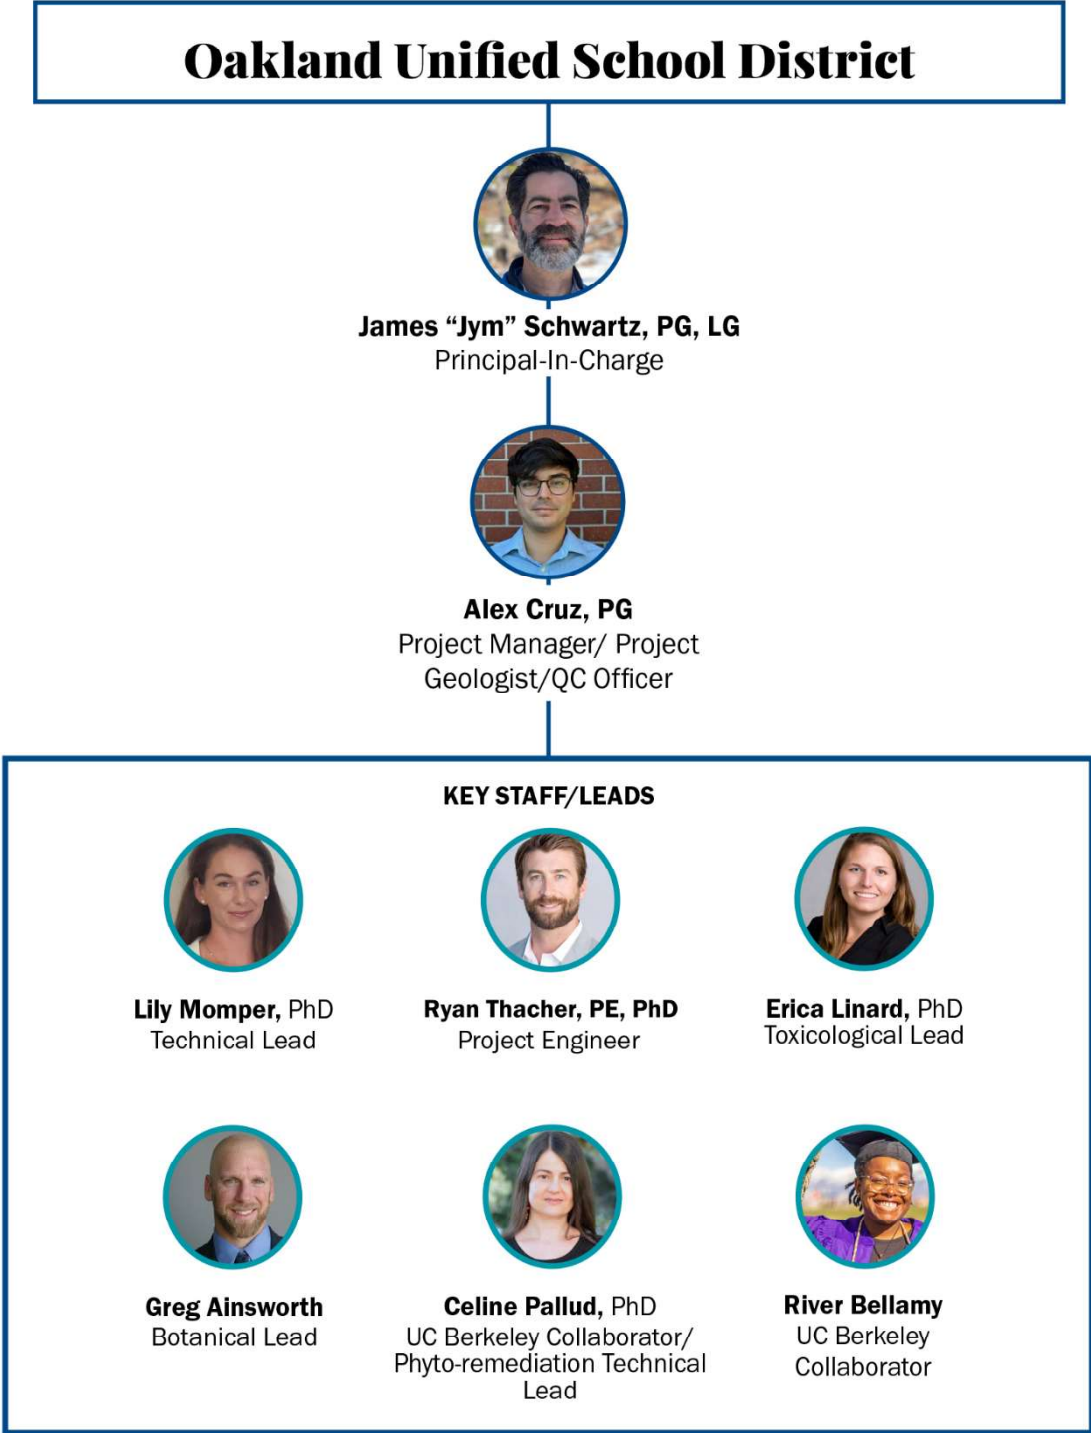 Oakland Unified School District
James “Jym” Schwartz, PG, LG
Principal-In-Charge
Alex Cruz, PG
Project Manager/ Project
Geologist/QC Officer
KEY STAFF/LEADS
Lily Momper, PhD
Technical Lead
Ryan Thacher, PE, PhD
Project Engineer
Erica Linard, PhD
Toxicological Lead
Greg Ainsworth
Botanical Lead
Celine Pallud, PhD
UC Berkeley Collaborator/
Phyto-remediation Technical
Lead
River Bellamy
UC Berkeley
Collaborator